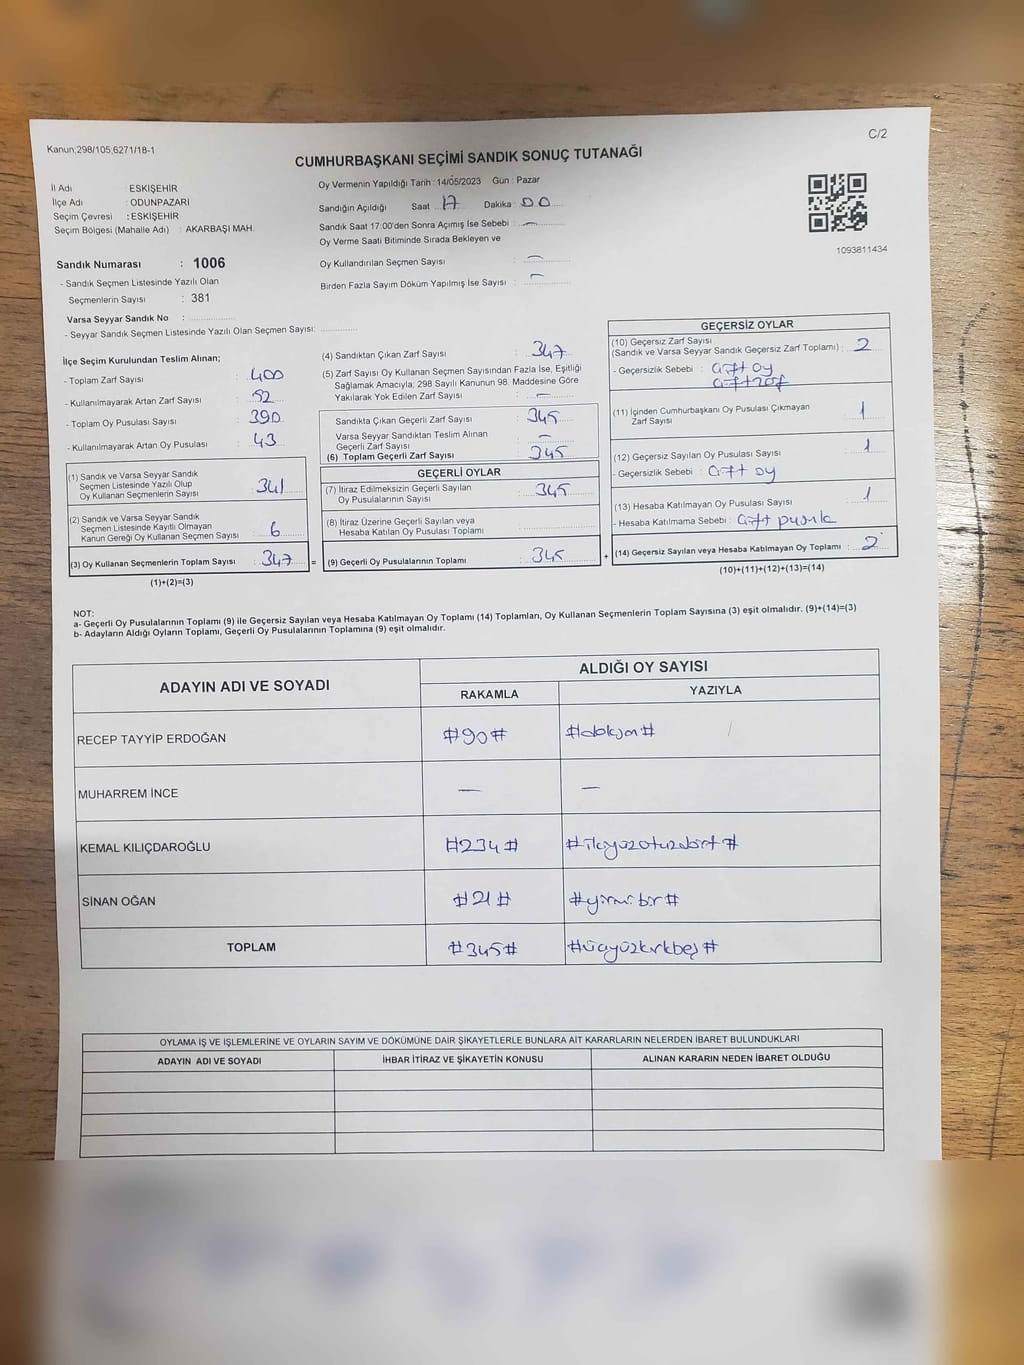 C/2
Kanun;298/105,6271/18-1
CUMHURBAŞKANI SEÇİMİ SANDIK SONUÇ TUTANAĞI
İl Adı : ESKİŞEHİR
İlçe Adı : ODUNPAZARI
Seçim Çevresi : ESKİŞEHİR
Seçim Bölgesi (Mahalle Adı) : AKARBAŞI MAH.
Oy Vermenin Yapıldığı Tarih : 14/05/2023 Gün : Pazar
Sandığın Açıldığı Saat 17 Dakika : 00
Sandık Saat 17:00'den Sonra Açımış İse Sebebi : —
Oy Verme Saati Bitiminde Sırada Bekleyen ve
Oy Kullandırılan Seçmen Sayısı : —
Birden Fazla Sayım Döküm Yapılmış İse Sayısı : —
1093811434
Sandık Numarası : 1006
- Sandık Seçmen Listesinde Yazılı Olan
Seçmenlerin Sayısı : 381
Varsa Seyyar Sandık No :
- Seyyar Sandık Seçmen Listesinde Yazılı Olan Seçmen Sayısı:
İlçe Seçim Kurulundan Teslim Alınan;
- Toplam Zarf Sayısı : 400
- Kullanılmayarak Artan Zarf Sayısı : 52
- Toplam Oy Pusulası Sayısı : 390
- Kullanılmayarak Artan Oy Pusulası : 43
(1) Sandık ve Varsa Seyyar Sandık
Seçmen Listesinde Yazılı Olup
Oy Kullanan Seçmenlerin Sayısı : 341
(2) Sandık ve Varsa Seyyar Sandık
Seçmen Listesinde Kayıtlı Olmayan
Kanun Gereği Oy Kullanan Seçmen Sayısı : 6
(3) Oy Kullanan Seçmenlerin Toplam Sayısı : 347 =
(1)+(2)=(3)
(4) Sandıktan Çıkan Zarf Sayısı : 347
(5) Zarf Sayısı Oy Kullanan Seçmen Sayısından Fazla İse, Eşitliği
Sağlamak Amacıyla; 298 Sayılı Kanunun 98. Maddesine Göre
Yakılarak Yok Edilen Zarf Sayısı : —
Sandıkta Çıkan Geçerli Zarf Sayısı : 345
Varsa Seyyar Sandıktan Teslim Alınan
Geçerli Zarf Sayısı : —
(6) Toplam Geçerli Zarf Sayısı : 345
GEÇERLİ OYLAR
(7) İtiraz Edilmeksizin Geçerli Sayılan
Oy Pusulalarının Sayısı : 345
(8) İtiraz Üzerine Geçerli Sayılan veya
Hesaba Katılan Oy Pusulası Toplamı :
(9) Geçerli Oy Pusulalarının Toplamı : 345 +
GEÇERSİZ OYLAR
(10) Geçersiz Zarf Sayısı
(Sandık ve Varsa Seyyar Sandık Geçersiz Zarf Toplamı) : 2
- Geçersizlik Sebebi : çift oy
çift zarf
(11) İçinden Cumhurbaşkanı Oy Pusulası Çıkmayan
Zarf Sayısı : 1
(12) Geçersiz Sayılan Oy Pusulası Sayısı : 1
- Geçersizlik Sebebi : çift oy
(13) Hesaba Katılmayan Oy Pusulası Sayısı : 1
- Hesaba Katılmama Sebebi : çift pusula
(14) Geçersiz Sayılan veya Hesaba Katılmayan Oy Toplamı : 2
(10)+(11)+(12)+(13)=(14)
NOT:
a- Geçerli Oy Pusulalarının Toplamı (9) ile Geçersiz Sayılan veya Hesaba Katılmayan Oy Toplamı (14) Toplamları, Oy Kullanan Seçmenlerin Toplam Sayısına (3) eşit olmalıdır. (9)+(14)=(3)
b- Adayların Aldığı Oyların Toplamı, Geçerli Oy Pusulalarının Toplamına (9) eşit olmalıdır.
ADAYIN ADI VE SOYADI
ALDIĞI OY SAYISI
RAKAMLA YAZIYLA
RECEP TAYYİP ERDOĞAN #90# #doksan#
MUHARREM İNCE — —
KEMAL KILIÇDAROĞLU #234# #ikiyüzotuzdört#
SİNAN OĞAN #21# #yirmibir#
TOPLAM #345# #üçyüzkırkbeş#
OYLAMA İŞ VE İŞLEMLERİNE VE OYLARIN SAYIM VE DÖKÜMÜNE DAİR ŞİKAYETLERLE BUNLARA AİT KARARLARIN NELERDEN İBARET BULUNDUKLARI
ADAYIN ADI VE SOYADI İHBAR İTİRAZ VE ŞİKAYETİN KONUSU ALINAN KARARIN NEDEN İBARET OLDUĞU